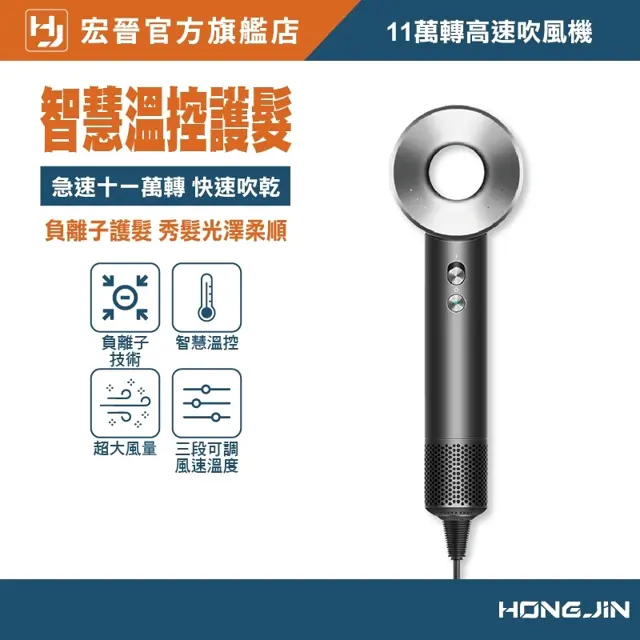 HJ 宏晉官方旗艦店
11萬轉高速吹風機
智慧溫控護髮
急速十一萬轉 快速吹乾
負離子護髮 秀髮光澤柔順
負離子
技術
智慧溫控
超大風量
三段可調
風速溫度
HONGJIN